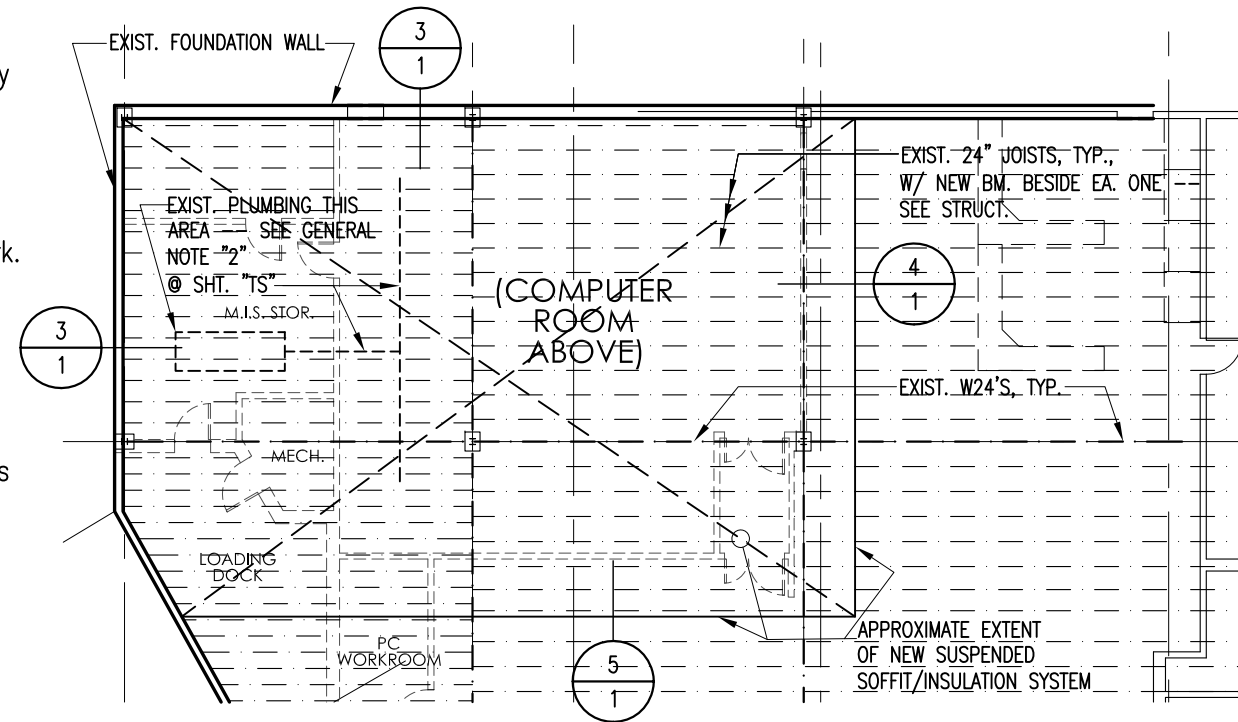 y
rk.
s
EXIST. FOUNDATION WALL
3
1
EXIST. 24" JOISTS, TYP.,
W/ NEW BM. BESIDE EA. ONE
SEE STRUCT.
EXIST. PLUMBING THIS
AREA — SEE GENERAL
NOTE "2"
@ SHT. "TS"
M.I.S. STOR.
(COMPUTER
ROOM
ABOVE)
4
1
3
1
EXIST. W24'S, TYP.
MECH.
LOADING
DOCK
PC
WORKROOM
5
1
APPROXIMATE EXTENT
OF NEW SUSPENDED
SOFFIT/INSULATION SYSTEM